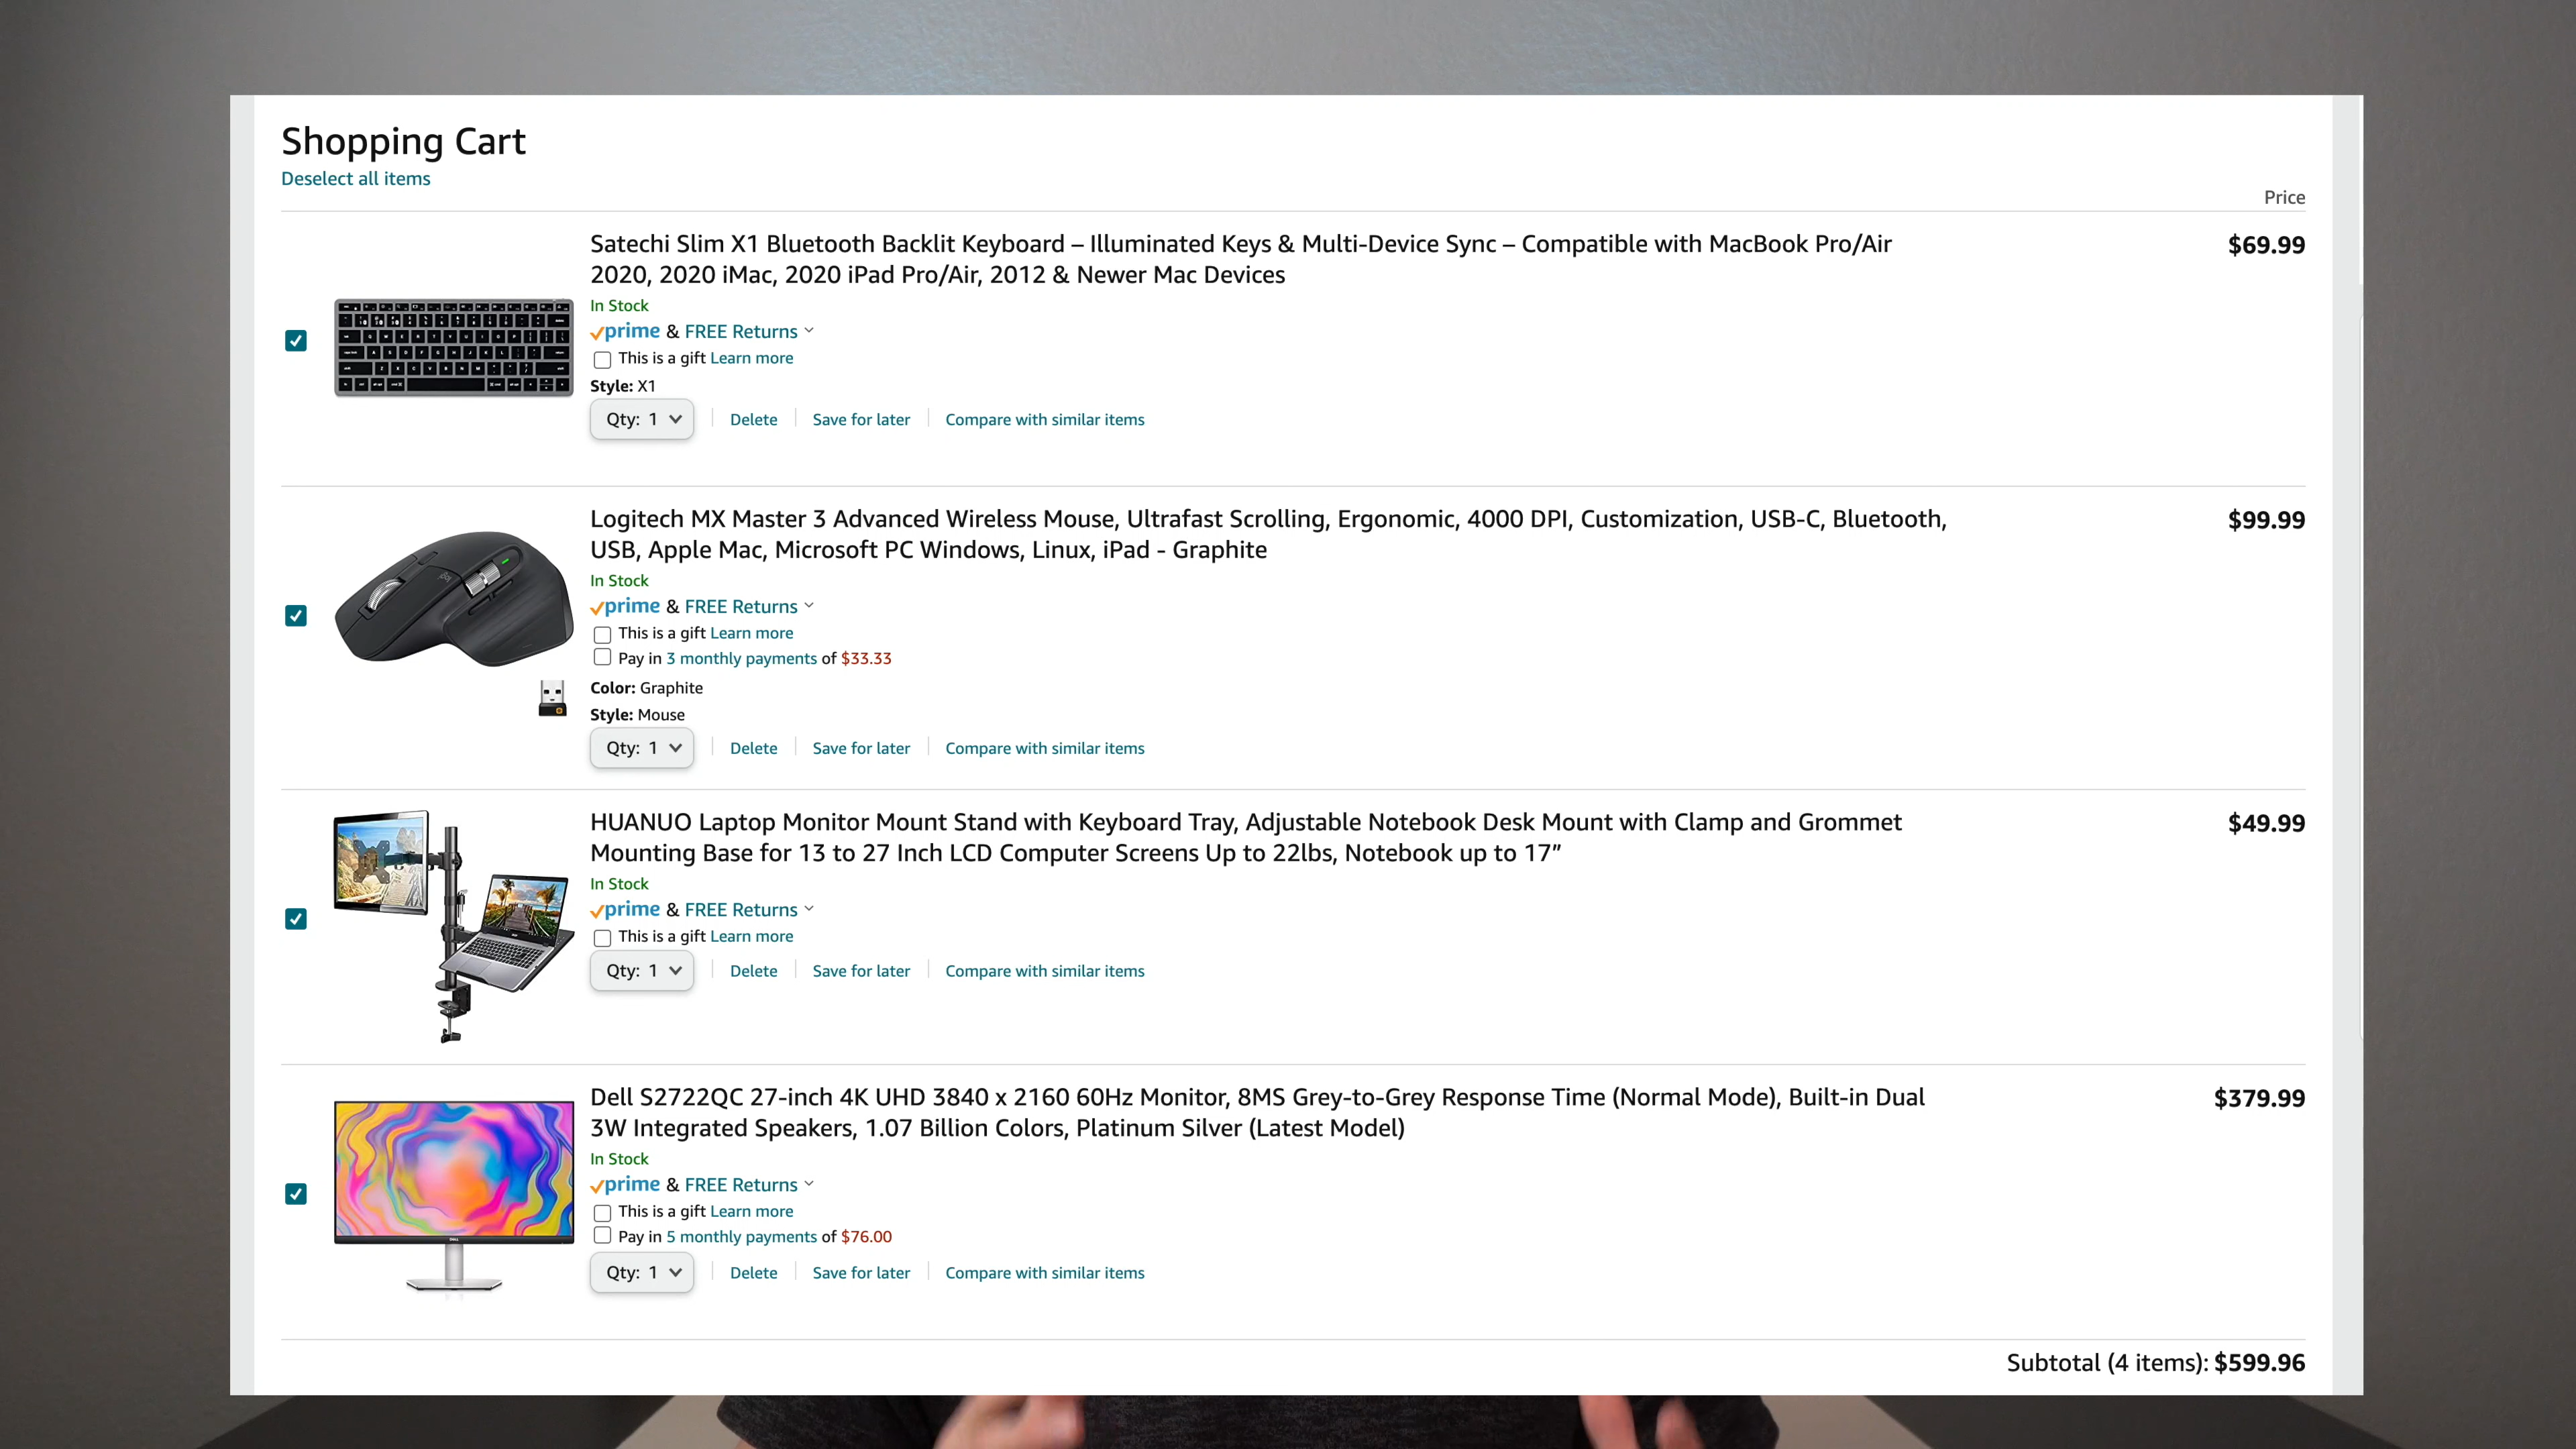 Shopping Cart
Deselect all items
Price
Satechi Slim X1 Bluetooth Backlit Keyboard – Illuminated Keys & Multi-Device Sync – Compatible with MacBook Pro/Air
$69.99
2020, 2020 iMac, 2020 iPad Pro/Air, 2012 & Newer Mac Devices
In Stock
prime & FREE Returns
This is a gift Learn more
Style: X1
Qty: 1 Delete Save for later Compare with similar items
Logitech MX Master 3 Advanced Wireless Mouse, Ultrafast Scrolling, Ergonomic, 4000 DPI, Customization, USB-C, Bluetooth,
$99.99
USB, Apple Mac, Microsoft PC Windows, Linux, iPad - Graphite
In Stock
prime & FREE Returns
This is a gift Learn more
Pay in 3 monthly payments of $33.33
Color: Graphite
Style: Mouse
Qty: 1 Delete Save for later Compare with similar items
HUANUO Laptop Monitor Mount Stand with Keyboard Tray, Adjustable Notebook Desk Mount with Clamp and Grommet
$49.99
Mounting Base for 13 to 27 Inch LCD Computer Screens Up to 22lbs, Notebook up to 17”
In Stock
prime & FREE Returns
This is a gift Learn more
Qty: 1 Delete Save for later Compare with similar items
Dell S2722QC 27-inch 4K UHD 3840 x 2160 60Hz Monitor, 8MS Grey-to-Grey Response Time (Normal Mode), Built-in Dual
$379.99
3W Integrated Speakers, 1.07 Billion Colors, Platinum Silver (Latest Model)
In Stock
prime & FREE Returns
This is a gift Learn more
Pay in 5 monthly payments of $76.00
Qty: 1 Delete Save for later Compare with similar items
Subtotal (4 items): $599.96